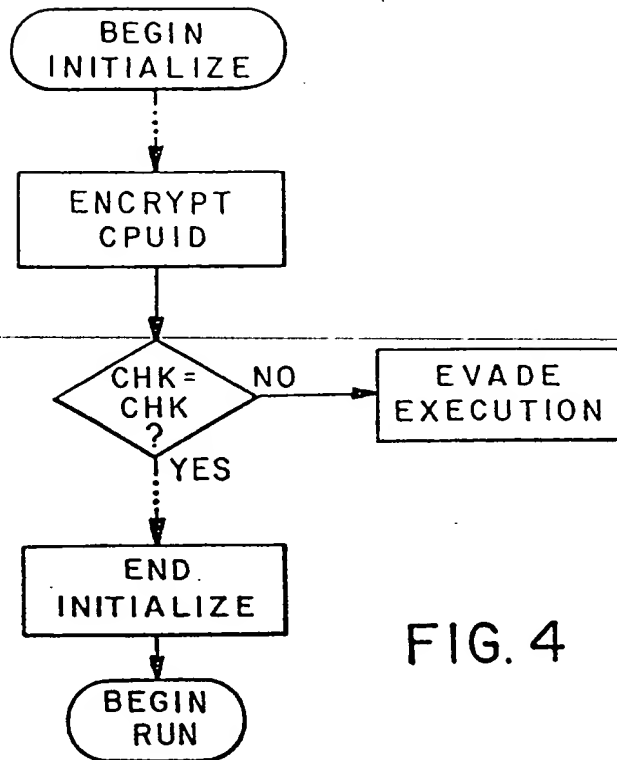 BEGIN
INITIALIZE
ENCRYPT
CPUID
CHK=
CHK
?
NO
EVADE
EXECUTION
YES
END
INITIALIZE
BEGIN
RUN
FIG. 4